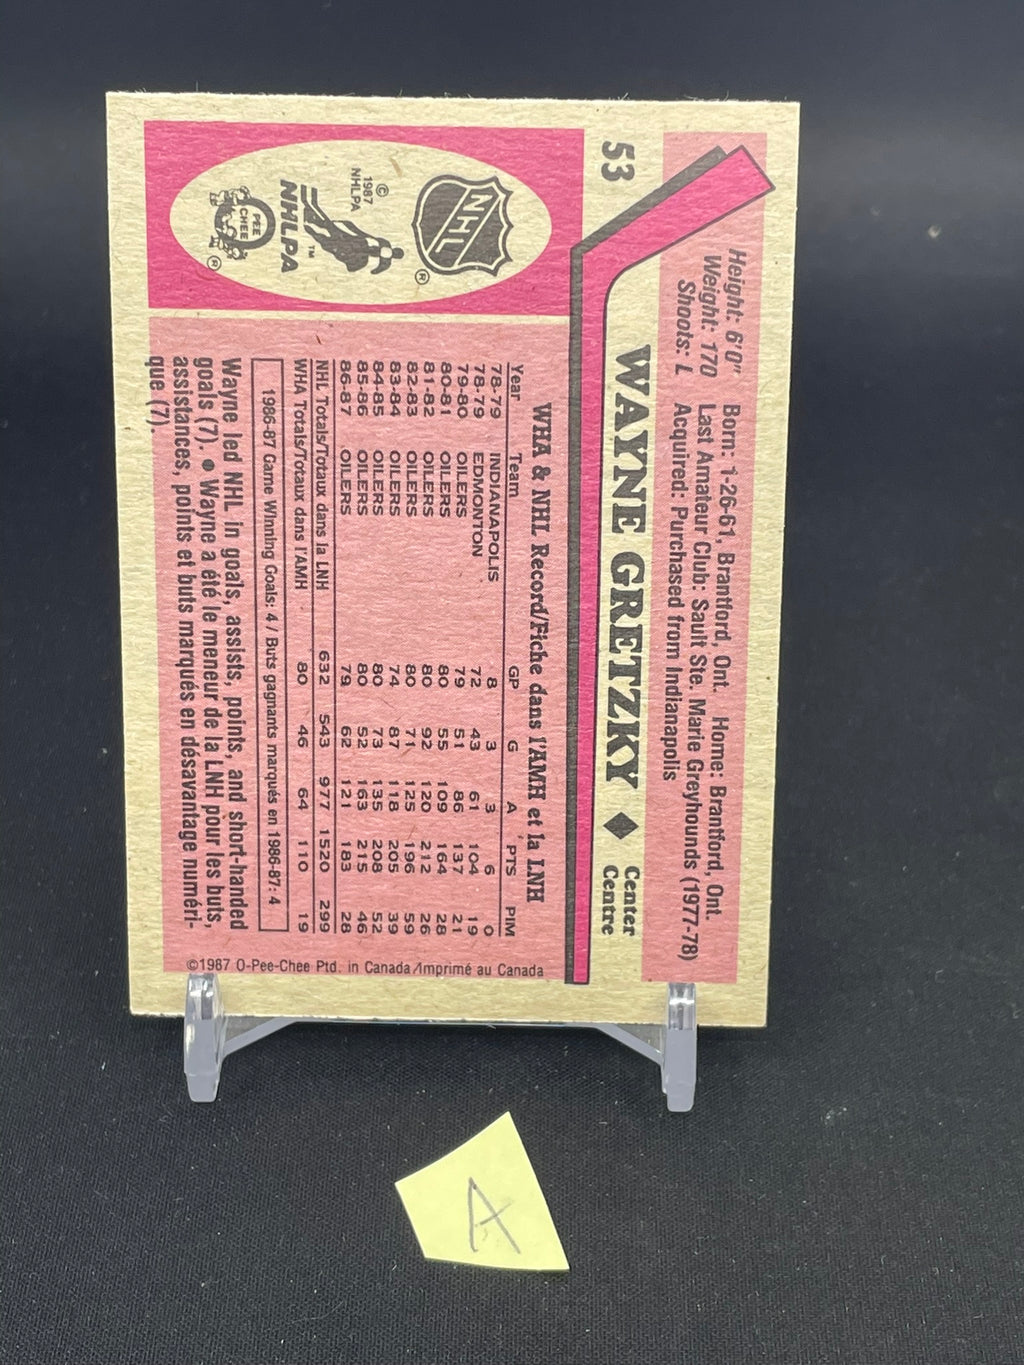 53 WAYNE GRETZKY ◆ Center
Centre
Height: 6'0" Born: 1-26-61, Brantford, Ont. Home: Brantford, Ont.
Weight: 170 Last Amateur Club: Sault Ste. Marie Greyhounds (1977-78)
Shoots: L Acquired: Purchased from Indianapolis
NHL ®
© 1987 NHLPA
NHLPA ™
O PEE CHEE ®
WHA & NHL Record/Fiche dans l'AMH et la LNH
Year Team GP G A PTS PIM
78-79 INDIANAPOLIS 8 3 3 6 0
78-79 EDMONTON 72 43 61 104 19
79-80 OILERS 79 51 86 137 21
80-81 OILERS 80 55 109 164 28
81-82 OILERS 80 92 120 212 26
82-83 OILERS 80 71 125 196 59
83-84 OILERS 74 87 118 205 39
84-85 OILERS 80 73 135 208 52
85-86 OILERS 80 52 163 215 46
86-87 OILERS 79 62 121 183 28
NHL Totals/Totaux dans la LNH 632 543 977 1520 299
WHA Totals/Totaux dans l'AMH 80 46 64 110 19
1986-87 Game Winning Goals: 4 / Buts gagnants marqués en 1986-87: 4
Wayne led NHL in goals, assists, points, and short-handed
goals (7). ● Wayne a été le meneur de la LNH pour les buts,
assistances, points et buts marqués en désavantage numéri-
que (7).
©1987 O-Pee-Chee Ptd. in Canada/Imprimé au Canada
A